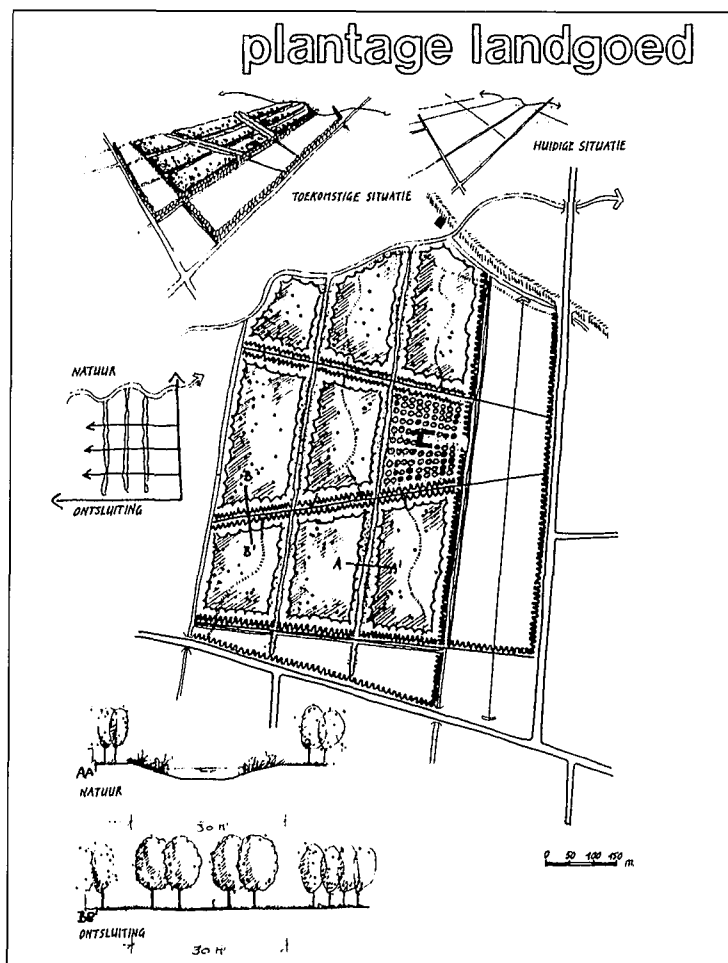 plantage landgoed
HUIDIGE SITUATIE
TOEKOMSTIGE SITUATIE
NATUUR
ONTSLUITING
B
B'
A
A'
AA'
NATUUR
30 M'
0 50 100 150 m.
BB'
ONTSLUITING
30 M'